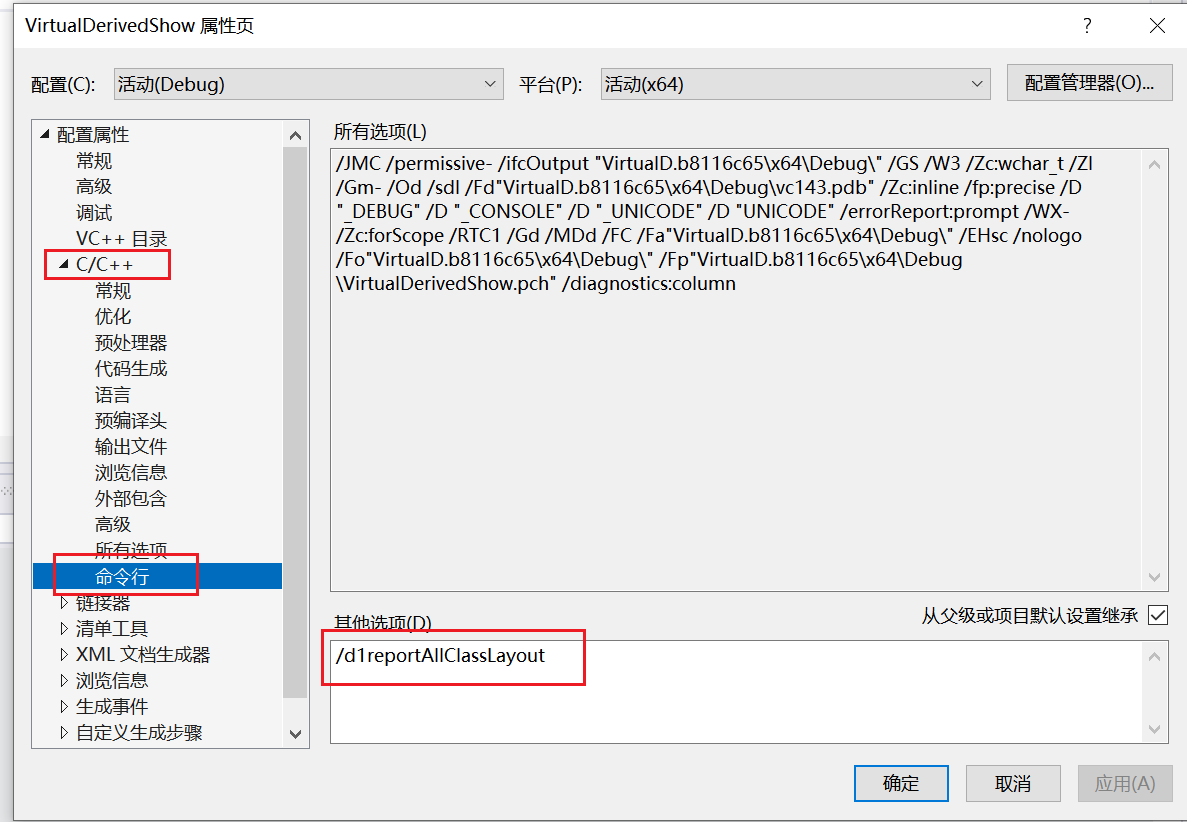 VirtualDerivedShow 属性页
配置(C): 活动(Debug) 平台(P): 活动(x64) 配置管理器(O)...
配置属性
常规
高级
调试
VC++ 目录
C/C++
常规
优化
预处理器
代码生成
语言
预编译头
输出文件
浏览信息
外部包含
高级
所有选项
命令行
链接器
清单工具
XML 文档生成器
浏览信息
生成事件
自定义生成步骤
所有选项(L)
/JMC /permissive- /ifcOutput "VirtualD.b8116c65\x64\Debug\" /GS /W3 /Zc:wchar_t /ZI
/Gm- /Od /sdl /Fd"VirtualD.b8116c65\x64\Debug\vc143.pdb" /Zc:inline /fp:precise /D
"_DEBUG" /D "_CONSOLE" /D "_UNICODE" /D "UNICODE" /errorReport:prompt /WX-
/Zc:forScope /RTC1 /Gd /MDd /FC /Fa"VirtualD.b8116c65\x64\Debug\" /EHsc /nologo
/Fo"VirtualD.b8116c65\x64\Debug\" /Fp"VirtualD.b8116c65\x64\Debug
\VirtualDerivedShow.pch" /diagnostics:column
从父级或项目默认设置继承
其他选项(D)
/d1reportAllClassLayout
确定 取消 应用(A)